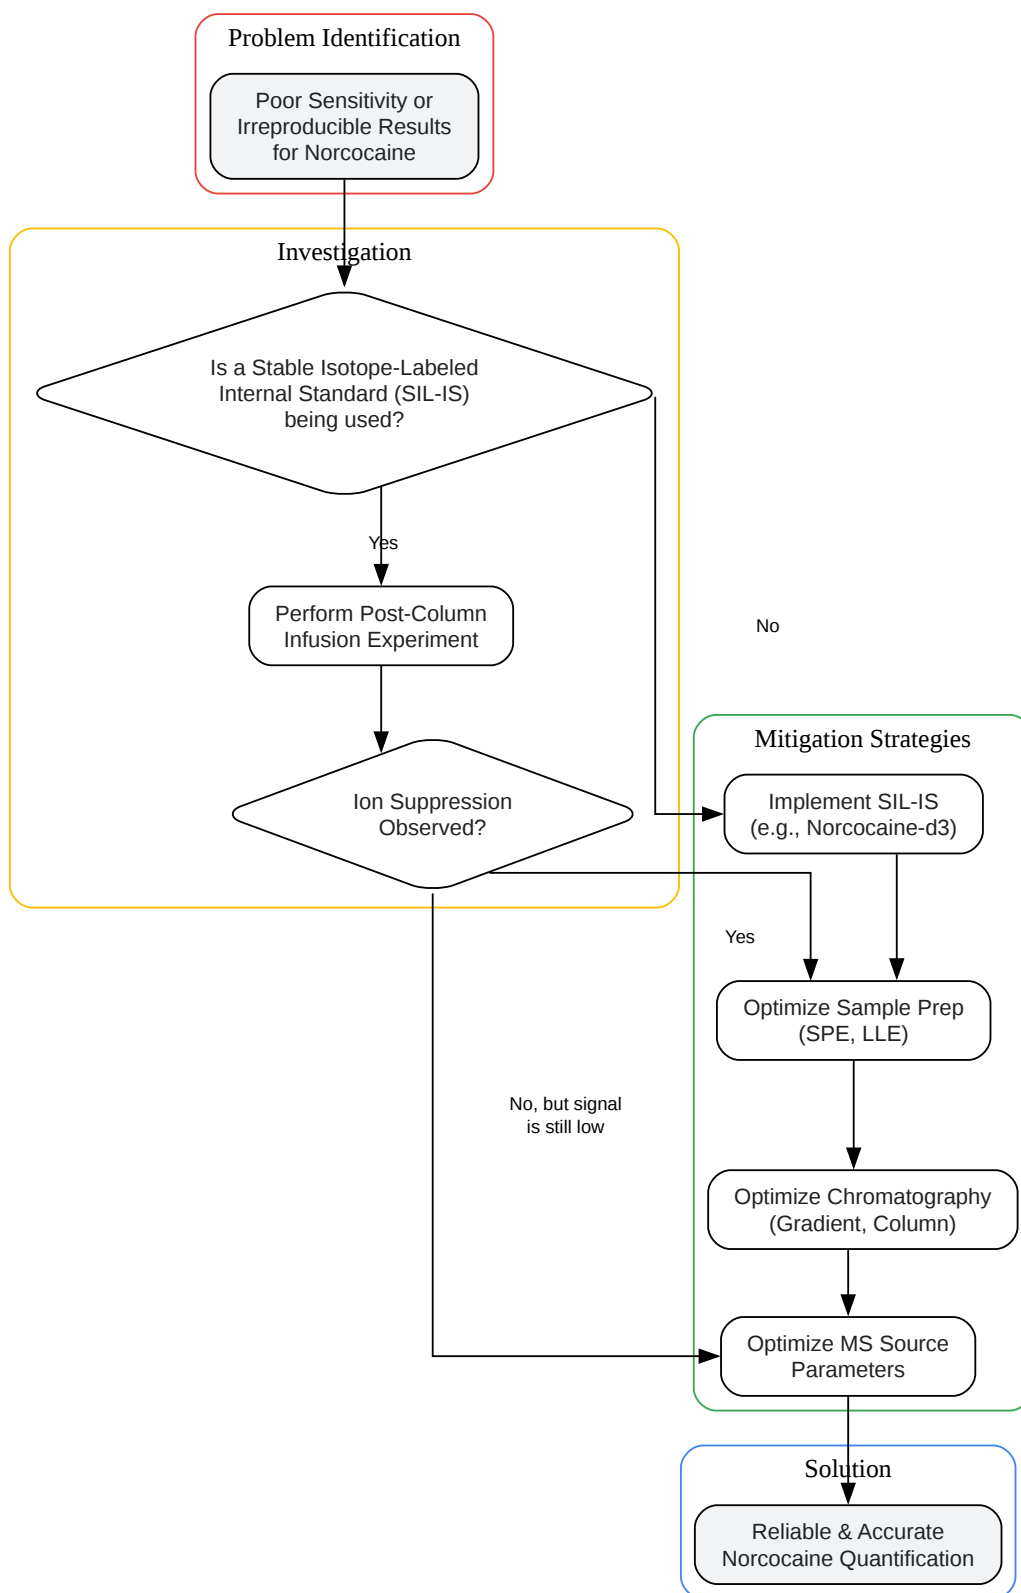 Problem Identification
Poor Sensitivity or
Irreproducible Results
for Norcocaine
Investigation
Is a Stable Isotope-Labeled
Internal Standard (SIL-IS)
being used?
Yes
Perform Post-Column
Infusion Experiment
No
Ion Suppression
Observed?
Mitigation Strategies
Implement SIL-IS
(e.g., Norcocaine-d3)
Yes
Optimize Sample Prep
(SPE, LLE)
No, but signal
is still low
Optimize Chromatography
(Gradient, Column)
Optimize MS Source
Parameters
Solution
Reliable & Accurate
Norcocaine Quantification